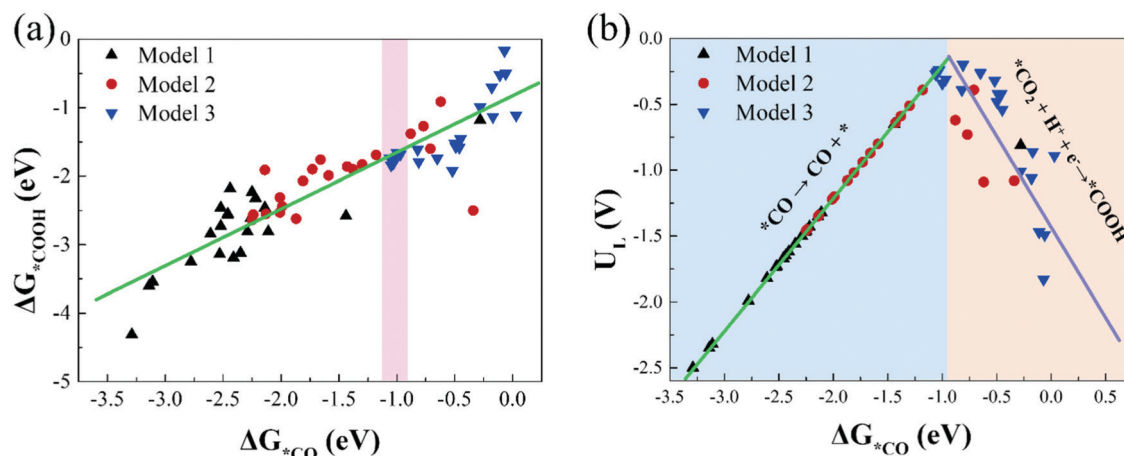 (a)
Model 1
Model 2
Model 3
ΔG*COOH (eV)
0
-1
-2
-3
-4
-5
-3.5 -3.0 -2.5 -2.0 -1.5 -1.0 -0.5 0.0
ΔG*CO (eV)
(b)
Model 1
Model 2
Model 3
UL (V)
0.0
-0.5
-1.0
-1.5
-2.0
-2.5
*CO→CO+*
*CO2 + H+ + e-→*COOH
-3.5 -3.0 -2.5 -2.0 -1.5 -1.0 -0.5 0.0 0.5
ΔG*CO (eV)